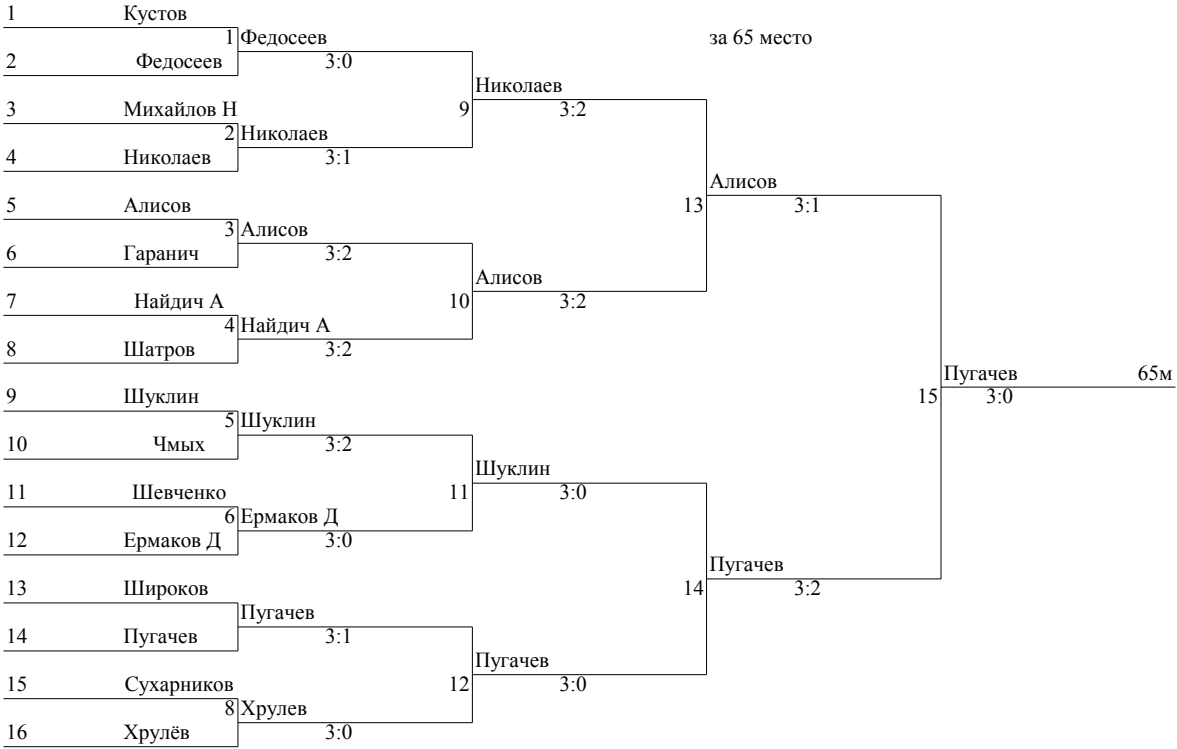 1 Кустов
1 Федосеев за 65 место
2 Федосеев 3:0
Николаев
3 Михайлов Н 9 3:2
2 Николаев
4 Николаев 3:1
Алисов
5 Алисов 13 3:1
3 Алисов
6 Гаранич 3:2
Алисов
7 Найдич А 10 3:2
4 Найдич А
8 Шатров 3:2
Пугачев 65м
9 Шуклин 15 3:0
5 Шуклин
10 Чмых 3:2
Шуклин
11 Шевченко 11 3:0
6 Ермаков Д
12 Ермаков Д 3:0
Пугачев
13 Широков 14 3:2
Пугачев
14 Пугачев 3:1
Пугачев
15 Сухарников 12 3:0
8 Хрулев
16 Хрулёв 3:0